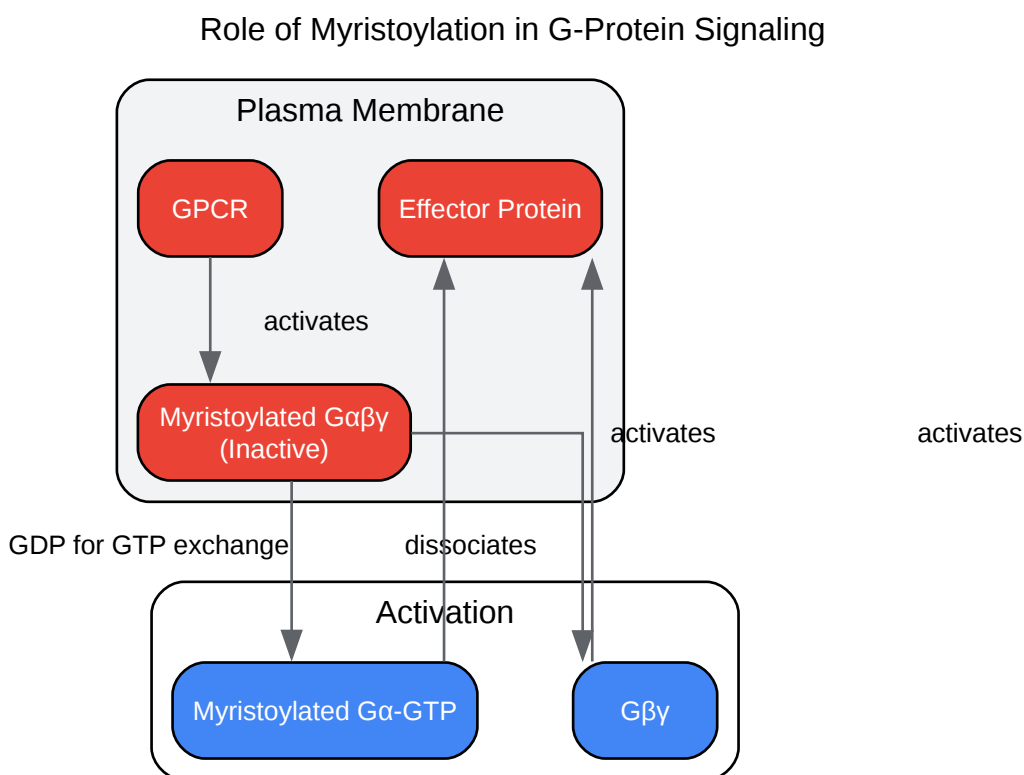 Role of Myristoylation in G-Protein Signaling
Plasma Membrane
GPCR
Effector Protein
activates
Myristoylated Gαβγ
(Inactive)
activates
activates
GDP for GTP exchange
dissociates
Activation
Myristoylated Gα-GTP
Gβγ